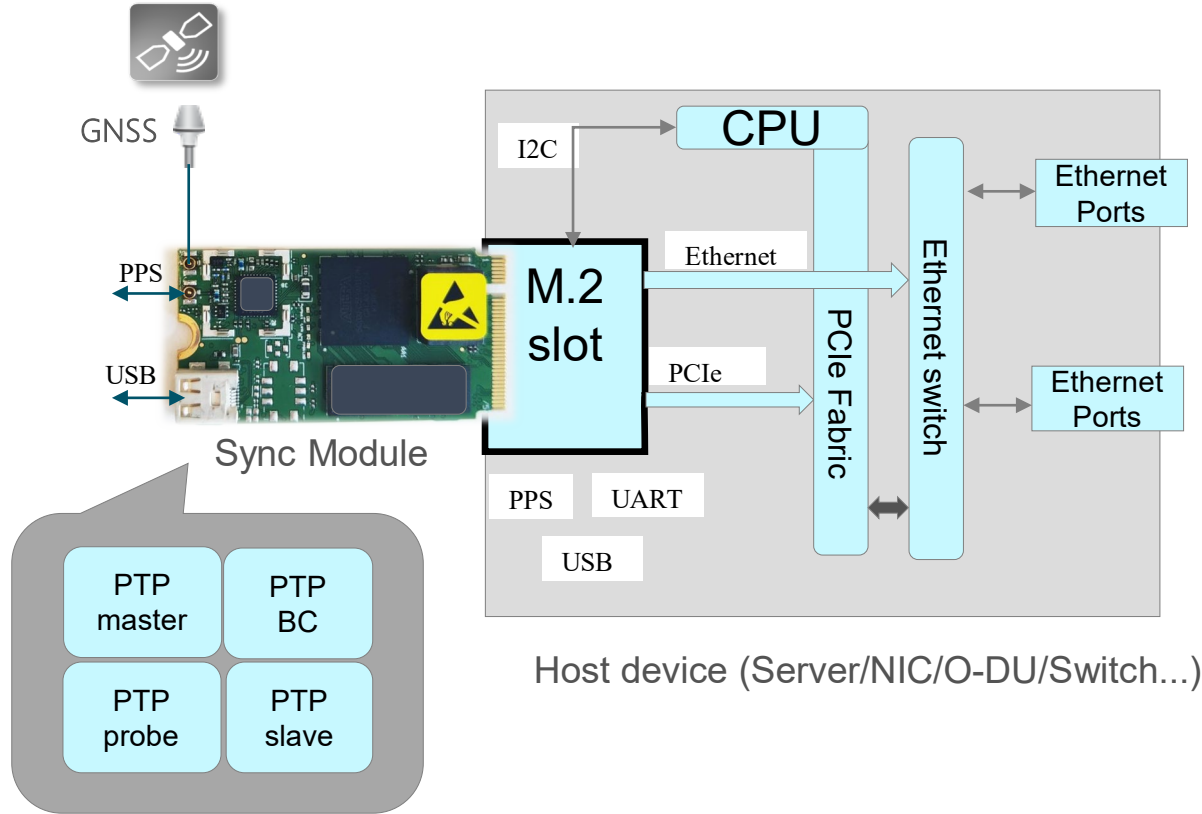 GNSS
PPS
USB
Sync Module
PTP
master
PTP
BC
PTP
probe
PTP
slave
I2C
CPU
M.2
slot
Ethernet
PCIe
PCIe Fabric
Ethernet switch
Ethernet
Ports
Ethernet
Ports
PPS
UART
USB
Host device (Server/NIC/O-DU/Switch...)